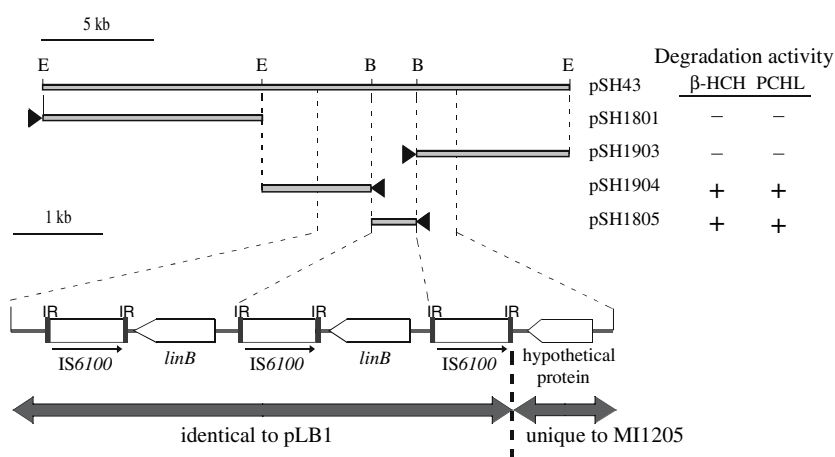 5 kb
E E B B E
Degradation activity
β-HCH PCHL
pSH43
pSH1801 – –
pSH1903 – –
pSH1904 + +
pSH1805 + +
1 kb
IR IR IR IR IR IR
IS6100 linB IS6100 linB IS6100 hypothetical
protein
identical to pLB1 unique to MI1205